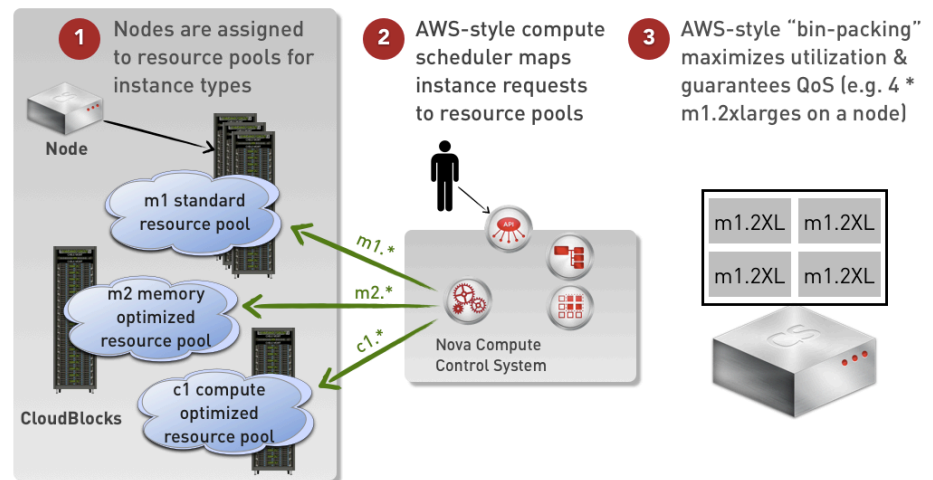 1
Nodes are assigned
to resource pools for
instance types
Node
m1 standard
resource pool
m2 memory
optimized
resource pool
CloudBlocks
c1 compute
optimized
resource pool
2
AWS-style compute
scheduler maps
instance requests
to resource pools
API
m1.*
m2.*
c1.*
Nova Compute
Control System
3
AWS-style “bin-packing”
maximizes utilization &
guarantees QoS (e.g. 4 *
m1.2xlarges on a node)
m1.2XL m1.2XL
m1.2XL m1.2XL
CS